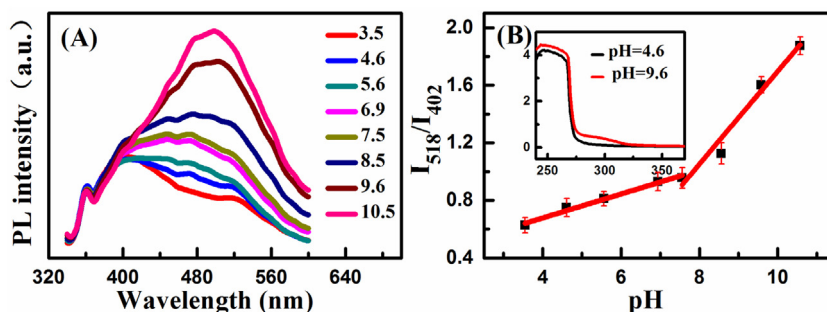 (A)
3.5
4.6
5.6
6.9
7.5
8.5
9.6
10.5
PL intensity (a.u.)
320 400 480 560 640
Wavelength (nm)
(B)
2.0
1.6
1.2
0.8
0.4
I518/I402
4 6 8 10
pH
pH=4.6
pH=9.6
4
2
0
250 300 350